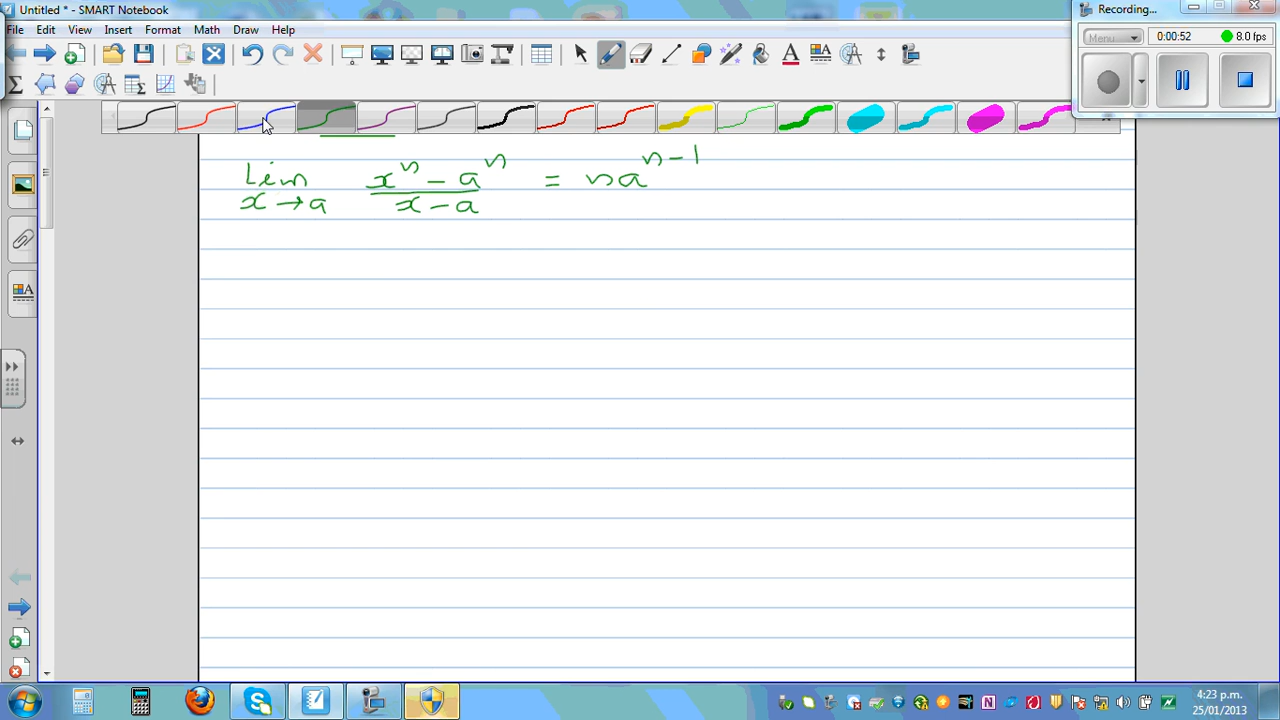 Untitled * - SMART Notebook
Recording...
File Edit View Insert Format Math Draw Help
Menu
0:00:52
8.0 fps
Lim x^n - a^n = na^{n-1}
x → a x - a
4:23 p.m.
25/01/2013